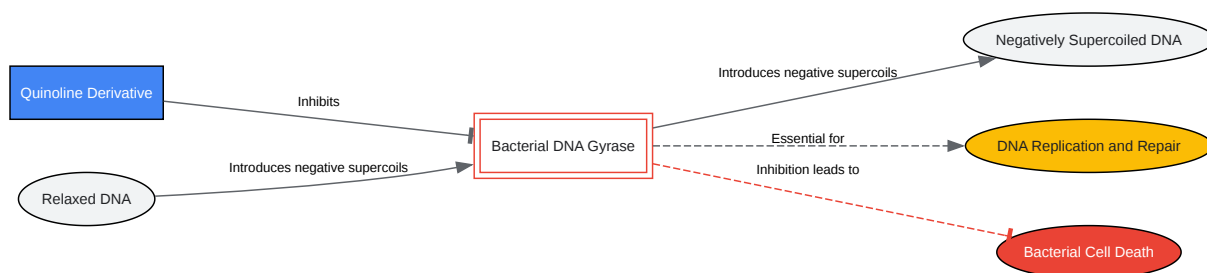 Quinoline Derivative
Inhibits
Relaxed DNA
Introduces negative supercoils
Bacterial DNA Gyrase
Introduces negative supercoils
Negatively Supercoiled DNA
Essential for
DNA Replication and Repair
Inhibition leads to
Bacterial Cell Death